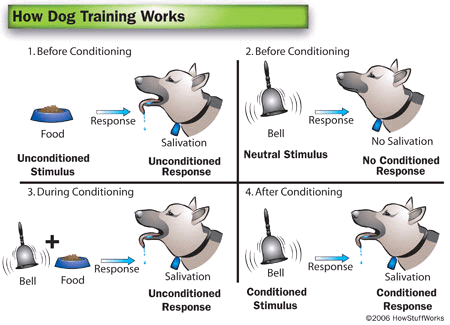 How Dog Training Works
1. Before Conditioning
Food
Response
Salivation
Unconditioned
Stimulus
Unconditioned
Response
2. Before Conditioning
Bell
Response
No Salivation
Neutral Stimulus
No Conditioned
Response
3. During Conditioning
+
Bell
Food
Response
Salivation
Unconditioned
Response
4. After Conditioning
Bell
Response
Salivation
Conditioned
Stimulus
Conditioned
Response
©2006 HowStuffWorks